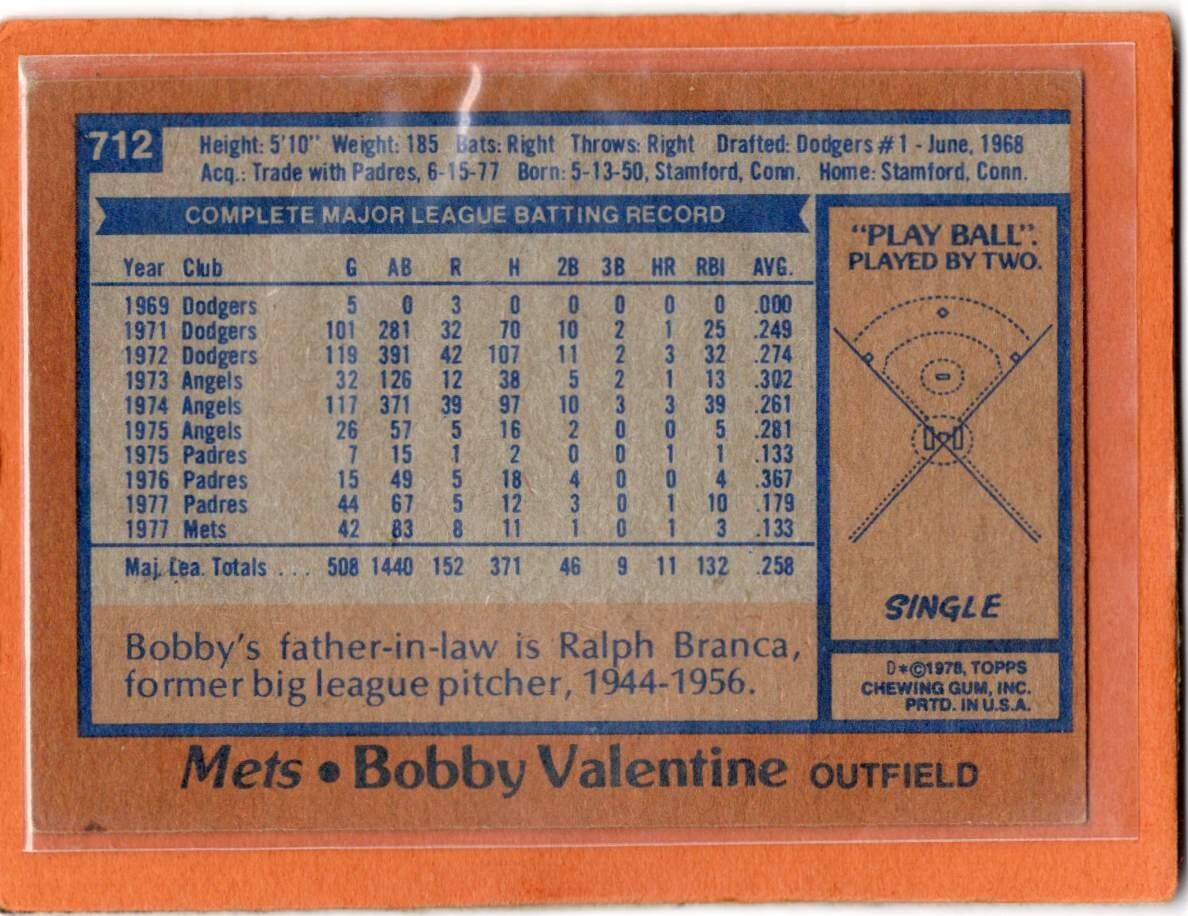 712
Height: 5'10" Weight: 185 Bats: Right Throws: Right Drafted: Dodgers #1 - June, 1968
Acq.: Trade with Padres, 6-15-77 Born: 5-13-50, Stamford, Conn. Home: Stamford, Conn.
COMPLETE MAJOR LEAGUE BATTING RECORD
Year Club G AB R H 2B 3B HR RBI AVG.
1969 Dodgers 5 0 3 0 0 0 0 0 .000
1971 Dodgers 101 281 32 70 10 2 1 25 .249
1972 Dodgers 119 391 42 107 11 2 3 32 .274
1973 Angels 32 126 12 38 5 2 1 13 .302
1974 Angels 117 371 39 97 10 3 3 39 .261
1975 Angels 26 57 5 16 2 0 0 5 .281
1975 Padres 7 15 1 2 0 0 1 1 .133
1976 Padres 15 49 5 18 4 0 0 4 .367
1977 Padres 44 67 5 12 3 0 1 10 .179
1977 Mets 42 83 8 11 1 0 1 3 .133
Maj. Lea. Totals . . . 508 1440 152 371 46 9 11 132 .258
Bobby's father-in-law is Ralph Branca,
former big league pitcher, 1944-1956.
"PLAY BALL".
PLAYED BY TWO.
SINGLE
D*©1978, TOPPS
CHEWING GUM, INC.
PRTD. IN U.S.A.
Mets • Bobby Valentine OUTFIELD